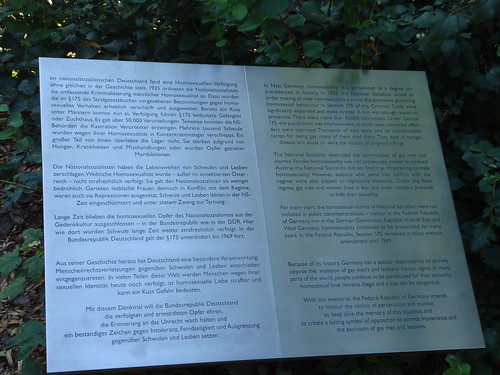 Im nationalsozialistischen Deutschland fand eine Homosexuellen-Verfolgung
ohne gleichen in der Geschichte statt. 1935 ordneten die Nationalsozialisten
die umfassende Kriminalisierung männlicher Homosexualität an. Dazu wurden
die im §175 des Strafgesetzbuches vorgesehenen Bestimmungen gegen homo-
sexuelles Verhalten erheblich verschärft und ausgeweitet. Bereits ein Kuss
unter Männern konnte nun zu Verfolgung führen. §175 bedeutete Gefängnis
oder Zuchthaus. Es gab über 50.000 Verurteilungen. Teilweise konnten die NS-
Behörden die Kastration Verurteilter erzwingen. Mehrere tausend Schwule
wurden wegen ihrer Homosexualität in Konzentrationslager verschleppt. Ein
großer Teil von ihnen überlebte die Lager nicht. Sie starben aufgrund von
Hunger, Krankheiten und Misshandlungen oder wurden Opfer gezielter
Mordaktionen.
Die Nationalsozialisten haben die Lebenswelten von Schwulen und Lesben
zerschlagen. Weibliche Homosexualität wurde – außer im annektierten Öster-
reich – nicht strafrechtlich verfolgt. Sie galt den Nationalsozialisten als weniger
bedrohlich. Gerieten lesbische Frauen dennoch in Konflikt mit dem Regime,
waren auch sie Repressionen ausgesetzt. Schwule und Lesben lebten in der NS-
Zeit eingeschüchtert und unter stetem Zwang zur Tarnung.
Lange Zeit blieben die homosexuellen Opfer des Nationalsozialismus aus der
Gedenkkultur ausgeschlossen – in der Bundesrepublik wie in der DDR. Hier
wie dort wurden Schwule lange Zeit weiter strafrechtlich verfolgt. In der
Bundesrepublik Deutschland galt der §175 unverändert bis 1969 fort.
Aus seiner Geschichte heraus hat Deutschland eine besondere Verantwortung,
Menschenrechtsverletzungen gegenüber Schwulen und Lesben entschieden
entgegenzutreten. In vielen Teilen dieser Welt werden Menschen wegen ihrer
sexuellen Identität heute noch verfolgt, ist homosexuelle Liebe strafbar und
kann ein Kuss Gefahr bedeuten.
Mit diesem Denkmal will die Bundesrepublik Deutschland
die verfolgten und ermordeten Opfer ehren,
die Erinnerung an das Unrecht wach halten und
ein beständiges Zeichen gegen Intoleranz, Feindseligkeit und Ausgrenzung
gegenüber Schwulen und Lesben setzen.
In Nazi Germany, homosexuality was persecuted to a degree un-
precedented in history. In 1935, the National Socialists issued an
order making all male homosexuality a crime; the provisions governing
homosexual behaviour in Section 175 of the Criminal Code were
significantly expanded and made stricter. A kiss was enough reason to
prosecute. There were more than 50,000 convictions. Under Section
175, the punishment was imprisonment; in some cases, convicted offen-
ders were castrated. Thousands of men were sent to concentration
camps for being gay; many of them died there. They died of hunger,
disease and abuse or were the victims of targeted killings.
The National Socialists destroyed the communities of gay men and
women. Female homosexuality was not prosecuted, except in annexed
Austria; the National Socialists did not find it as threatening as male
homosexuality. However, lesbians who came into conflict with the
regime were also subject to repressive measures. Under the Nazi
regime, gay men and women lived in fear and under constant pressure
to hide their sexuality.
For many years, the homosexual victims of National Socialism were not
included in public commemorations – neither in the Federal Republic
of Germany nor in the German Democratic Republic. In both East and
West Germany, homosexuality continued to be prosecuted for many
years. In the Federal Republic, Section 175 remained in force without
amendment until 1969.
Because of its history, Germany has a special responsibility to actively
oppose the violation of gay men's and lesbians' human rights. In many
parts of the world, people continue to be persecuted for their sexuality,
homosexual love remains illegal and a kiss can be dangerous.
With this memorial, the Federal Republic of Germany intends
to honour the victims of persecution and murder,
to keep alive the memory of this injustice, and
to create a lasting symbol of opposition to enmity, intolerance and
the exclusion of gay men and lesbians.